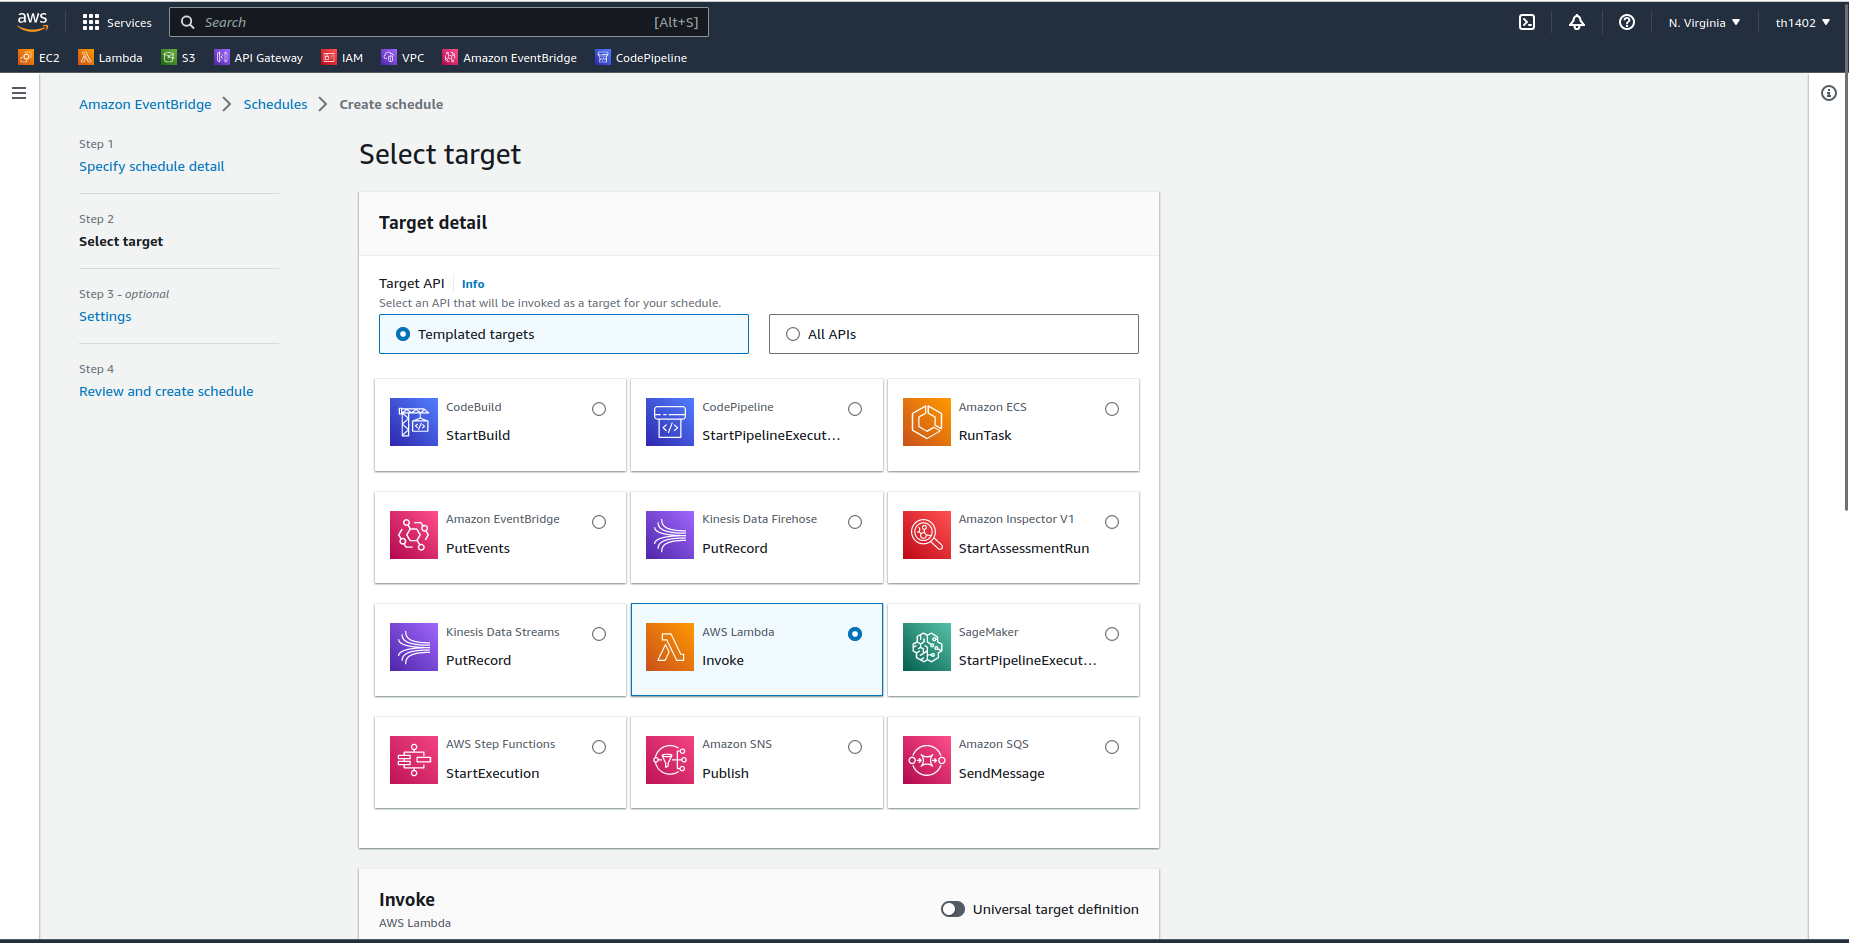 aws Services Search [Alt+S] N. Virginia th1402
EC2 Lambda S3 API Gateway IAM VPC Amazon EventBridge CodePipeline
Amazon EventBridge Schedules Create schedule
Step 1
Specify schedule detail
Step 2
Select target
Step 3 - optional
Settings
Step 4
Review and create schedule
Select target
Target detail
Target API Info
Select an API that will be invoked as a target for your schedule.
Templated targets All APIs
CodeBuild
StartBuild
CodePipeline
StartPipelineExecut...
Amazon ECS
RunTask
Amazon EventBridge
PutEvents
Kinesis Data Firehose
PutRecord
Amazon Inspector V1
StartAssessmentRun
Kinesis Data Streams
PutRecord
AWS Lambda
Invoke
SageMaker
StartPipelineExecut...
AWS Step Functions
StartExecution
Amazon SNS
Publish
Amazon SQS
SendMessage
Invoke
AWS Lambda
Universal target definition